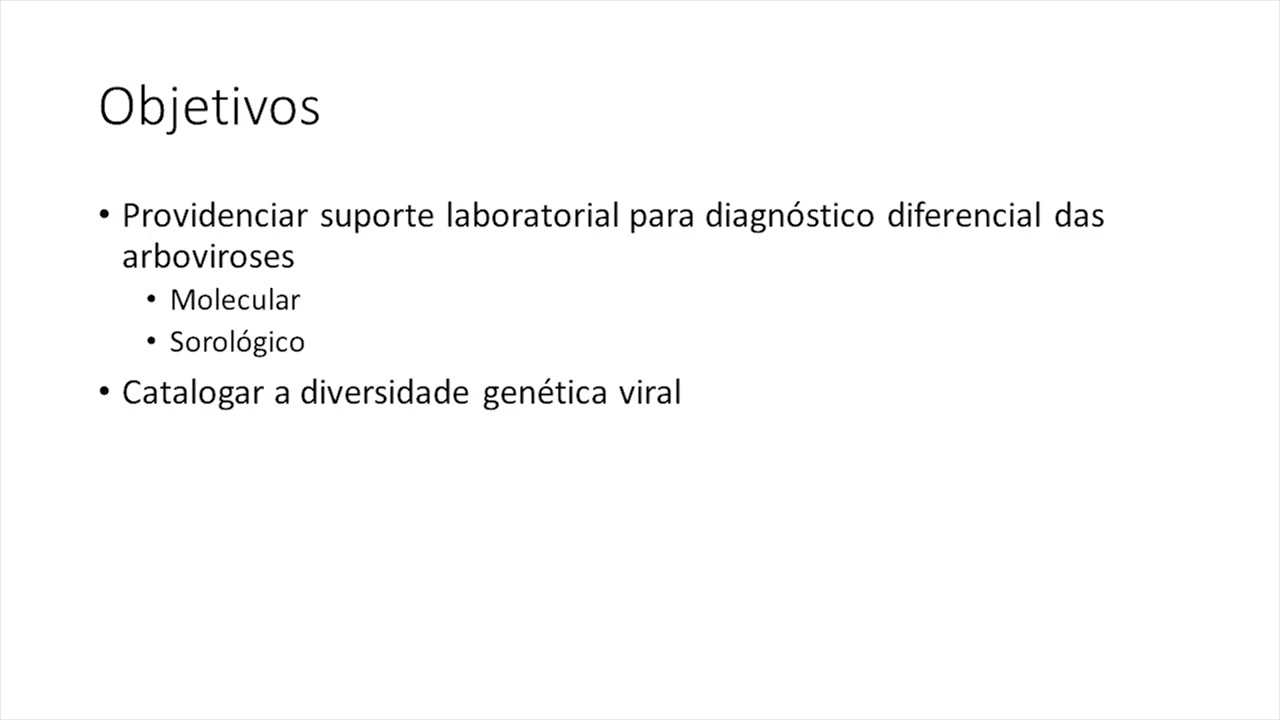 Objetivos
• Providenciar suporte laboratorial para diagnóstico diferencial das
arboviroses
• Molecular
• Sorológico
• Catalogar a diversidade genética viral